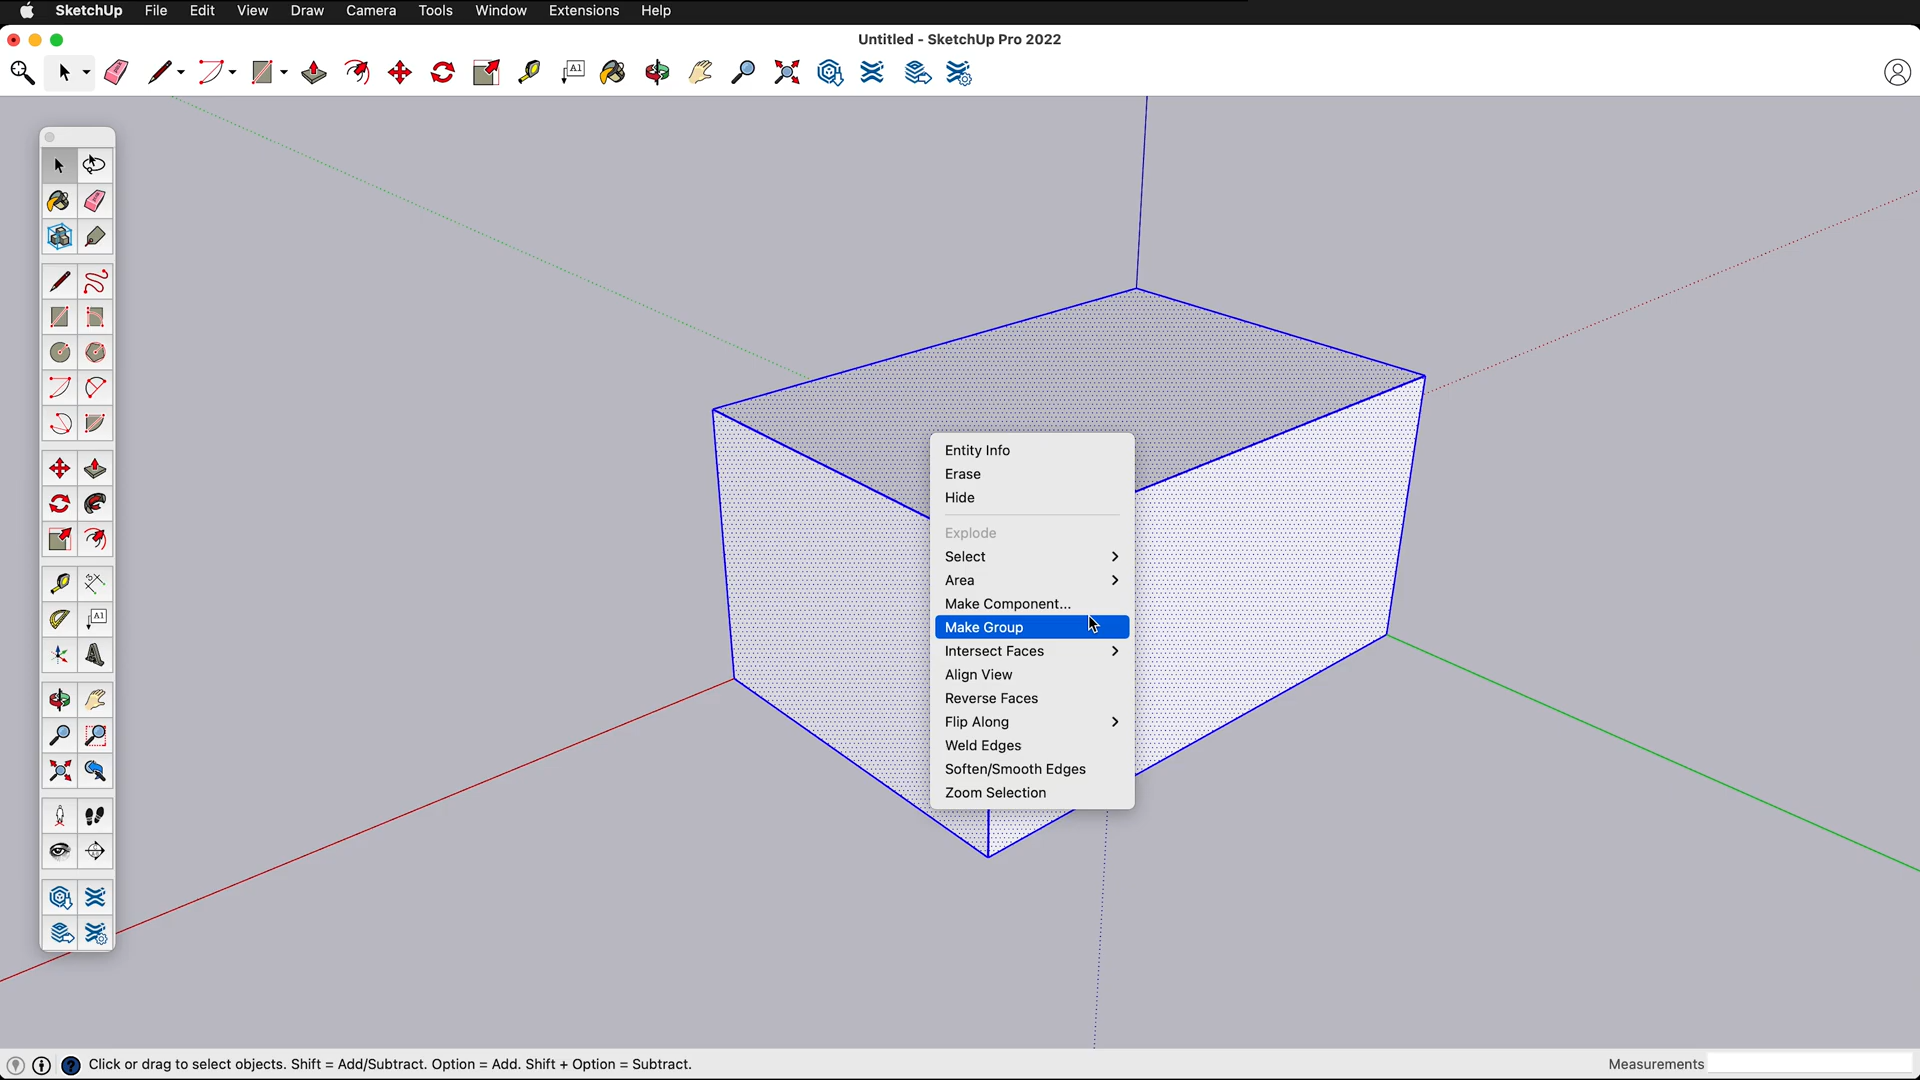 SketchUp File Edit View Draw Camera Tools Window Extensions Help
Untitled - SketchUp Pro 2022
A1
A1
Entity Info
Erase
Hide
Explode
Select
Area
Make Component...
Make Group
Intersect Faces
Align View
Reverse Faces
Flip Along
Weld Edges
Soften/Smooth Edges
Zoom Selection
Click or drag to select objects. Shift = Add/Subtract. Option = Add. Shift + Option = Subtract.
Measurements